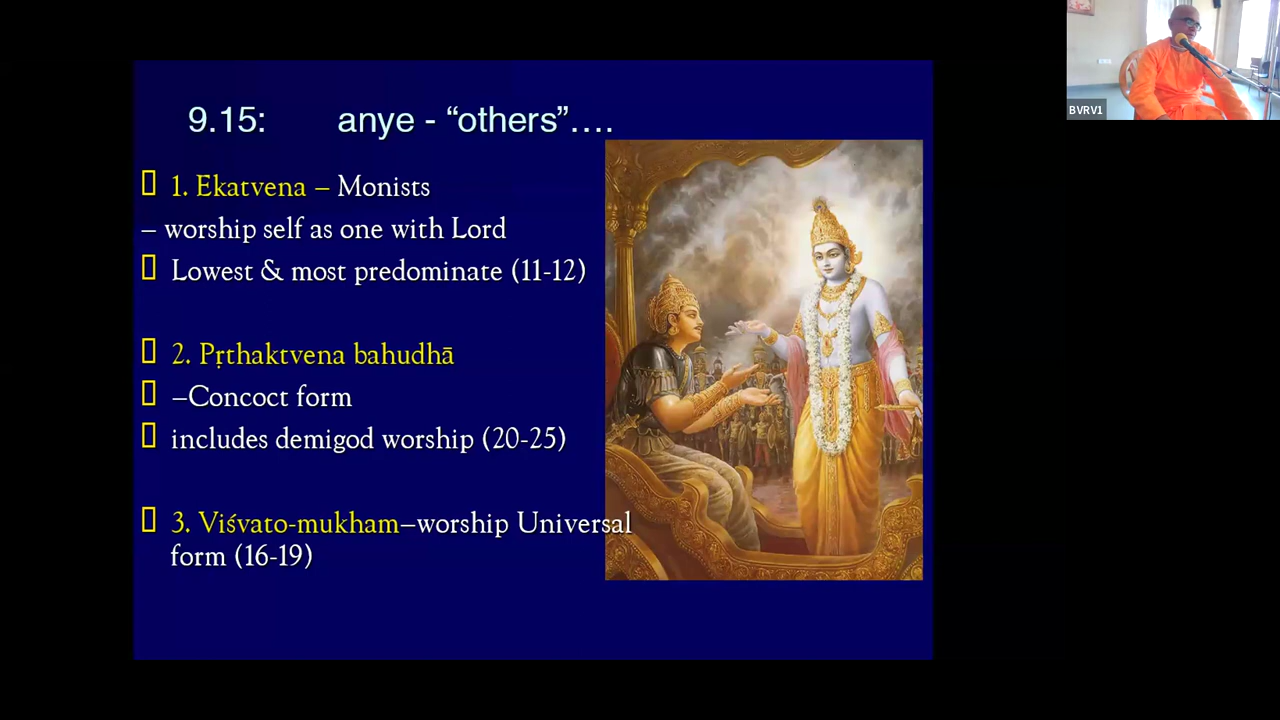 9.15: anye - “others”….
1. Ekatvena – Monists
– worship self as one with Lord
Lowest & most predominate (11-12)
2. Pṛthaktvena bahudhā
–Concoct form
includes demigod worship (20-25)
3. Viśvato-mukham–worship Universal
form (16-19)
BVRV1